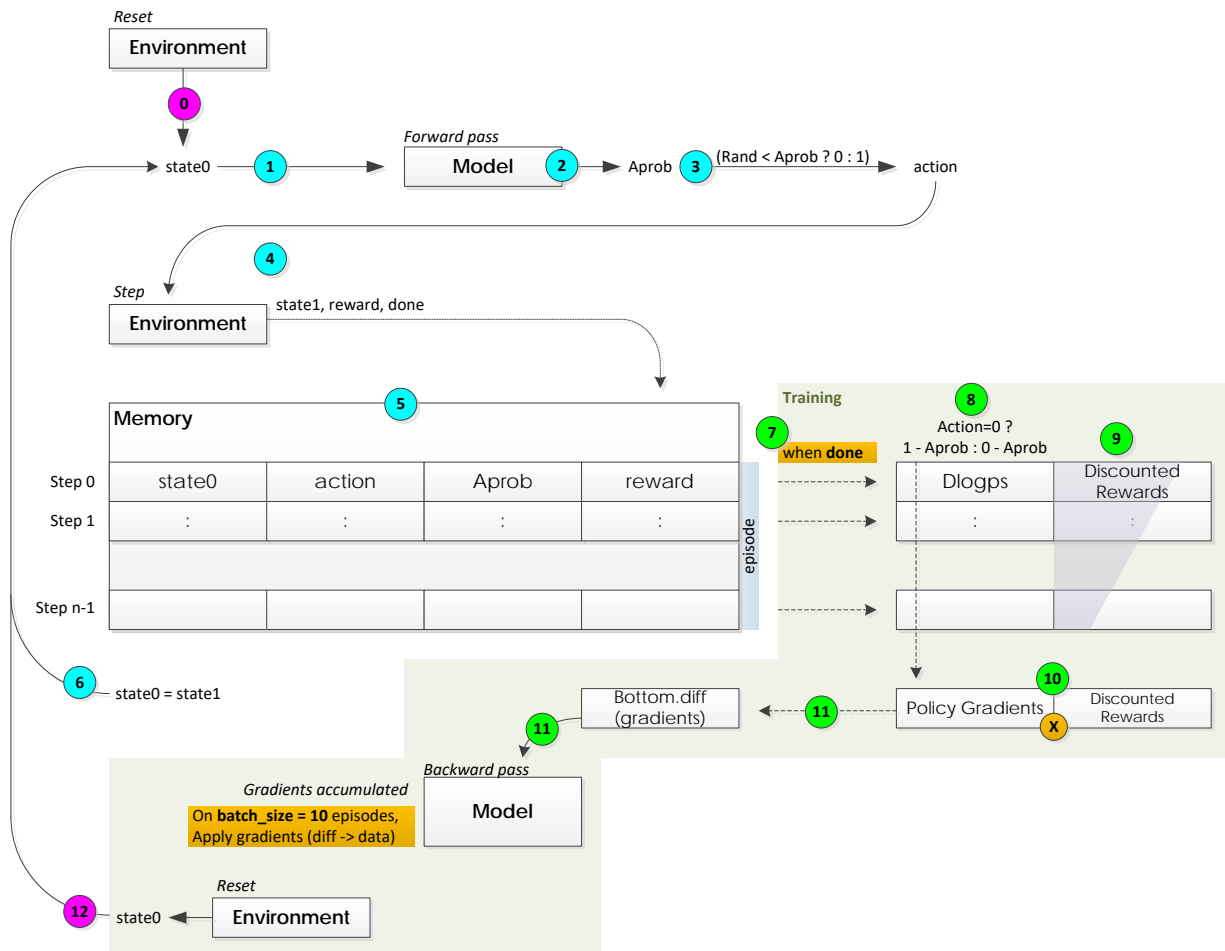 Reset
Environment
0
state0
1
Forward pass
Model
2
Aprob
3
(Rand < Aprob ? 0 : 1)
action
4
Step
Environment
state1, reward, done
5
Memory
Step 0
state0
action
Aprob
reward
Step 1
:
:
:
:
Step n-1
episode
Training
7
when done
8
Action=0 ?
1 - Aprob : 0 - Aprob
9
Dlogps
Discounted
Rewards
:
:
6
state0 = state1
10
Policy Gradients
X
Discounted
Rewards
11
Bottom.diff
(gradients)
11
Backward pass
Model
Gradients accumulated
On batch_size = 10 episodes,
Apply gradients (diff -> data)
12
state0
Reset
Environment